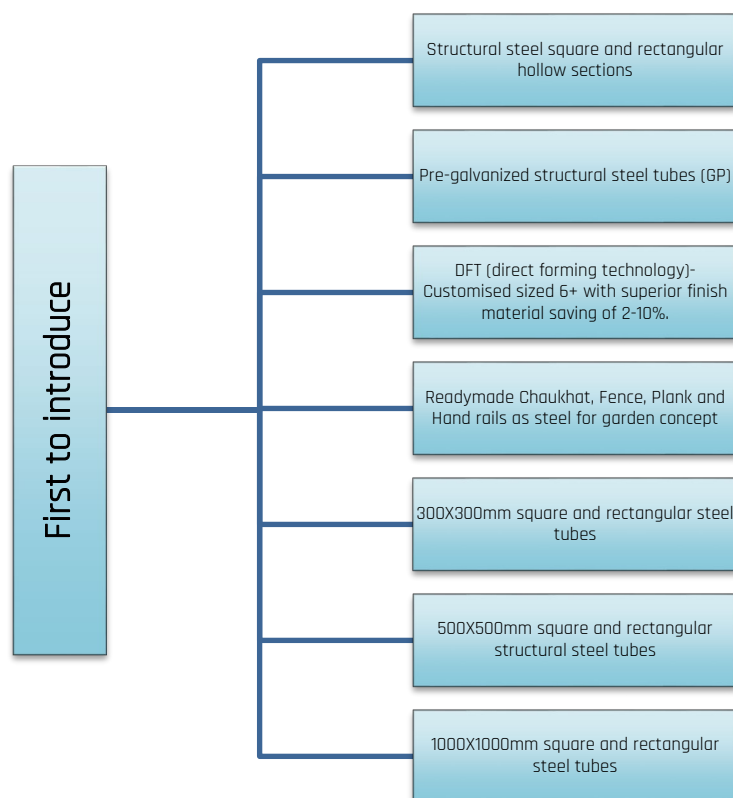 First to introduce
Structural steel square and rectangular
hollow sections
Pre-galvanized structural steel tubes (GP)
DFT (direct forming technology)-
Customised sized 6+ with superior finish
material saving of 2-10%.
Readymade Chaukhat, Fence, Plank and
Hand rails as steel for garden concept
300X300mm square and rectangular steel
tubes
500X500mm square and rectangular
structural steel tubes
1000X1000mm square and rectangular
steel tubes